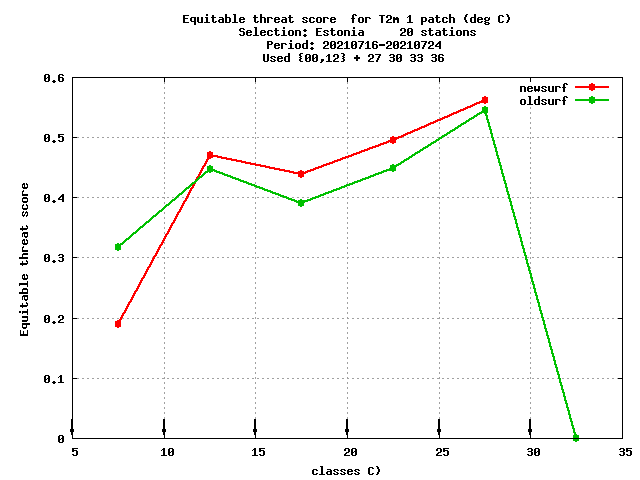 Equitable threat score  for T2m 1 patch (deg C)
Selection: Estonia     20 stations
Period: 20210716-20210724
Used {00,12} + 27 30 33 36
newsurf
oldsurf
Equitable threat score
0.6
0.5
0.4
0.3
0.2
0.1
0
5 10 15 20 25 30 35
classes C)